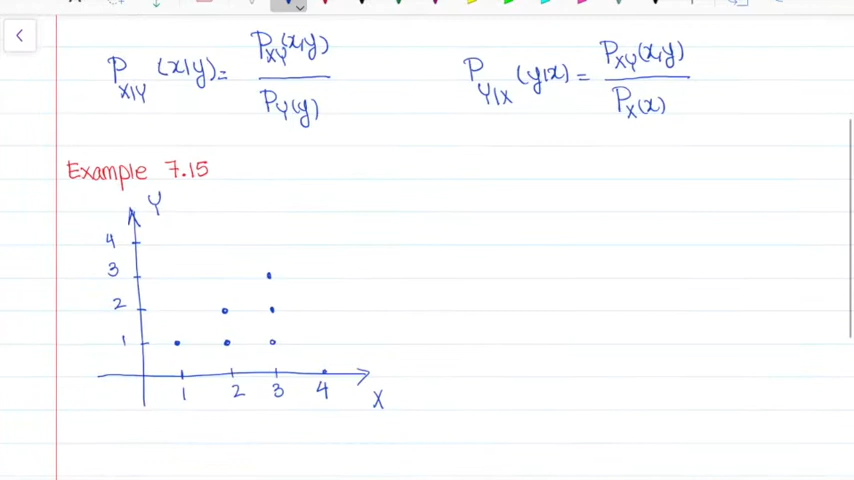 P_{X|Y} (x|y) = P_{XY}(x,y) / P_Y(y)
P_{Y|X} (y|x) = P_{XY}(x,y) / P_X(x)
Example 7.15
Y
4
3
2
1
1 2 3 4
X